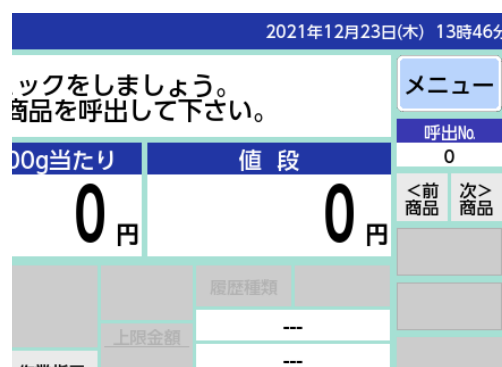 2021年12月23日(木) 13時46分
ックをしましょう。
商品を呼出して下さい。
メニュー
呼出No.
0
00g当たり
値 段
0 円
0 円
<前
商品
次>
商品
履歴種類
上限金額
---
---